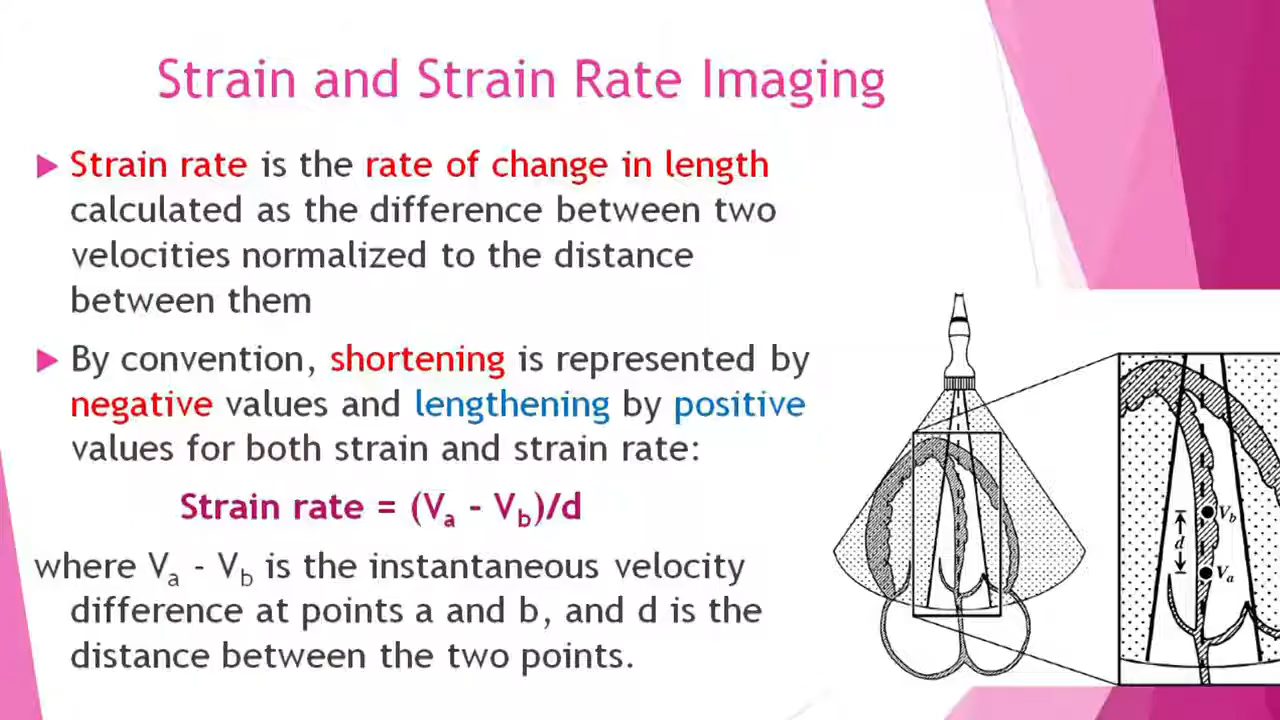 Strain and Strain Rate Imaging
Strain rate is the rate of change in length
calculated as the difference between two
velocities normalized to the distance
between them
By convention, shortening is represented by
negative values and lengthening by positive
values for both strain and strain rate:
Strain rate = (Va - Vb)/d
where Va - Vb is the instantaneous velocity
difference at points a and b, and d is the
distance between the two points.
Vb
d
Va